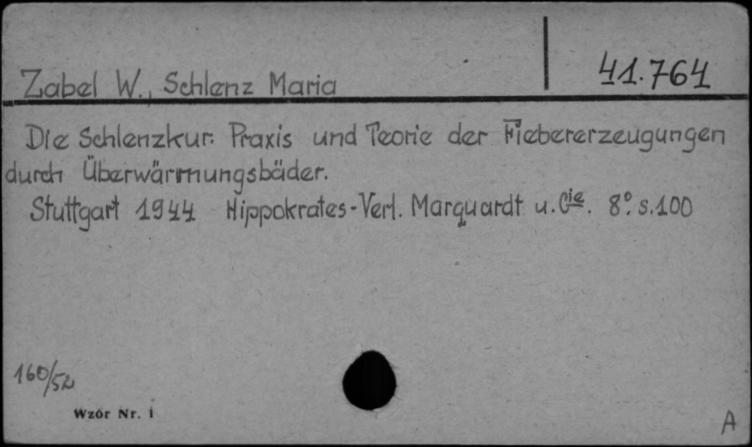 Zabel W., Schlenz Maria
41.764
Die Schlenzkur. Praxis und Teorie der Fiebererzeugungen
durch Überwärmungsbäder.
Stuttgart 1944 Hippokrates-Verl. Marquardt u. Cie. 8° s.100
160/52
Wzór Nr. 1
A